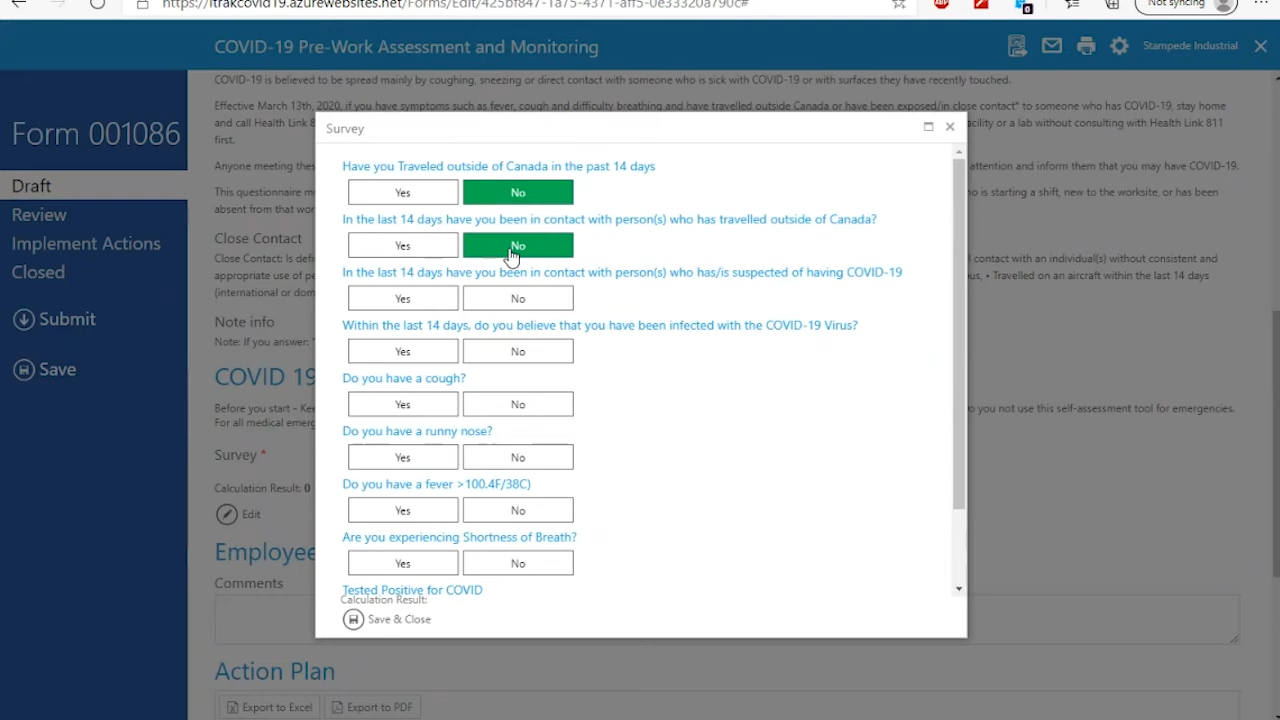 https://itrakcovid19.azurewebsites.net/Forms/Edit/425bf847-1a75-4371-aff5-0e33320a790c#
Not syncing
COVID-19 Pre-Work Assessment and Monitoring
Stampede Industrial
COVID-19 is believed to be spread mainly by coughing, sneezing or direct contact with someone who is sick with COVID-19 or with surfaces they have recently touched.
Effective March 13th, 2020, if you have symptoms such as fever, cough and difficulty breathing and have travelled outside Canada or have been exposed/in close contact* to someone who has COVID-19, stay home
and call Health Link 8
acility or a lab without consulting with Health Link 811
first.
Anyone meeting thes
attention and inform them that you may have COVID-19.
This questionnaire m
o is starting a shift, new to the worksite, or has been
absent from that wor
Close Contact
Close Contact: Is defi
l contact with an individual(s) without consistent and
appropriate use of pe
us, • Travelled on an aircraft within the last 14 days
(international or dom
Note info
Note: If you answer: "
COVID 19
Before you start - Kee
o you not use this self-assessment tool for emergencies.
For all medical emerg
Survey *
Calculation Result: 0
Edit
Employee
Comments
Action Plan
Export to Excel
Export to PDF
Form 001086
Draft
Review
Implement Actions
Closed
Submit
Save
Survey
Have you Traveled outside of Canada in the past 14 days
Yes No
In the last 14 days have you been in contact with person(s) who has travelled outside of Canada?
Yes No
In the last 14 days have you been in contact with person(s) who has/is suspected of having COVID-19
Yes No
Within the last 14 days, do you believe that you have been infected with the COVID-19 Virus?
Yes No
Do you have a cough?
Yes No
Do you have a runny nose?
Yes No
Do you have a fever >100.4F/38C)
Yes No
Are you experiencing Shortness of Breath?
Yes No
Tested Positive for COVID
Calculation Result:
Save & Close